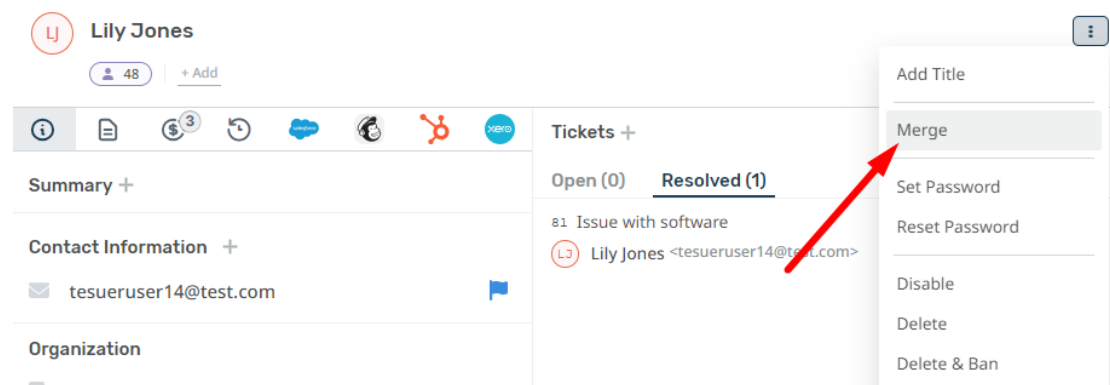 LJ Lily Jones
48 + Add
3 salesforce xero
Summary +
Contact Information +
tesueruser14@test.com
Organization
Tickets +
Open (0) Resolved (1)
81 Issue with software
LJ Lily Jones <tesueruser14@test.com>
Add Title
Merge
Set Password
Reset Password
Disable
Delete
Delete & Ban